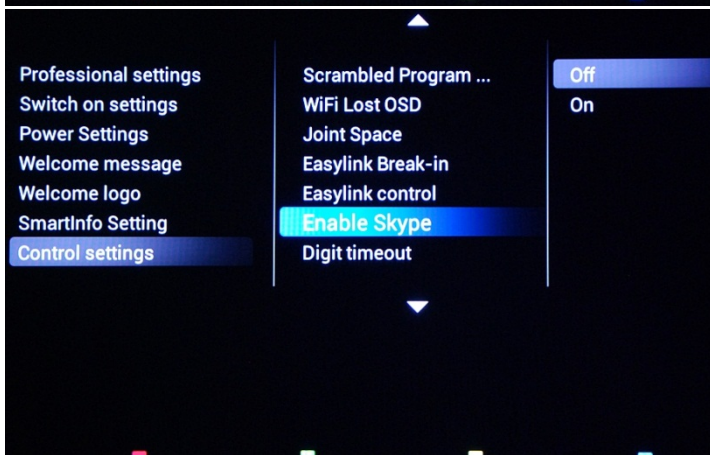 Professional settings
Switch on settings
Power Settings
Welcome message
Welcome logo
SmartInfo Setting
Control settings
Scrambled Program ...
WiFi Lost OSD
Joint Space
Easylink Break-in
Easylink control
Enable Skype
Digit timeout
Off
On